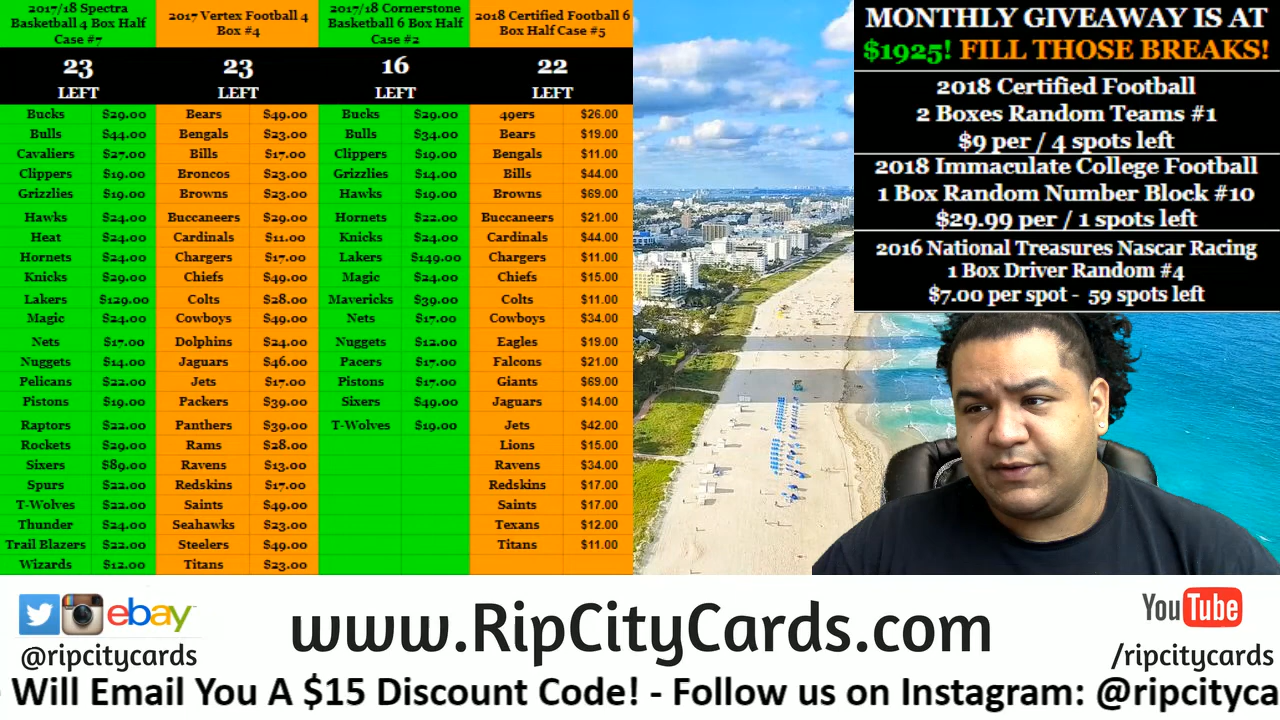 2017/18 Spectra
Basketball 4 Box Half
Case #7
23
LEFT
Bucks $29.00
Bulls $44.00
Cavaliers $27.00
Clippers $19.00
Grizzlies $19.00
Hawks $24.00
Heat $24.00
Hornets $24.00
Knicks $29.00
Lakers $129.00
Magic $24.00
Nets $17.00
Nuggets $14.00
Pelicans $22.00
Pistons $19.00
Raptors $22.00
Rockets $29.00
Sixers $89.00
Spurs $22.00
T-Wolves $22.00
Thunder $24.00
Trail Blazers $22.00
Wizards $12.00
2017 Vertex Football 4
Box #4
23
LEFT
Bears $49.00
Bengals $23.00
Bills $17.00
Broncos $23.00
Browns $23.00
Buccaneers $29.00
Cardinals $11.00
Chargers $17.00
Chiefs $49.00
Colts $28.00
Cowboys $49.00
Dolphins $24.00
Jaguars $46.00
Jets $17.00
Packers $39.00
Panthers $39.00
Rams $28.00
Ravens $13.00
Redskins $17.00
Saints $49.00
Seahawks $23.00
Steelers $49.00
Titans $23.00
2017/18 Cornerstone
Basketball 6 Box Half
Case #2
16
LEFT
Bucks $29.00
Bulls $34.00
Clippers $19.00
Grizzlies $14.00
Hawks $19.00
Hornets $22.00
Knicks $24.00
Lakers $149.00
Magic $24.00
Mavericks $39.00
Nets $17.00
Nuggets $12.00
Pacers $17.00
Pistons $17.00
Sixers $49.00
T-Wolves $19.00
2018 Certified Football 6
Box Half Case #5
22
LEFT
49ers $26.00
Bears $19.00
Bengals $11.00
Bills $44.00
Browns $69.00
Buccaneers $21.00
Cardinals $44.00
Chargers $11.00
Chiefs $15.00
Colts $11.00
Cowboys $34.00
Eagles $19.00
Falcons $21.00
Giants $69.00
Jaguars $14.00
Jets $42.00
Lions $15.00
Ravens $34.00
Redskins $17.00
Saints $17.00
Texans $12.00
Titans $11.00
MONTHLY GIVEAWAY IS AT
$1925! FILL THOSE BREAKS!
2018 Certified Football
2 Boxes Random Teams #1
$9 per / 4 spots left
2018 Immaculate College Football
1 Box Random Number Block #10
$29.99 per / 1 spots left
2016 National Treasures Nascar Racing
1 Box Driver Random #4
$7.00 per spot - 59 spots left
ebay
@ripcitycards
www.RipCityCards.com
YouTube
/ripcitycards
Will Email You A $15 Discount Code! - Follow us on Instagram: @ripcityca